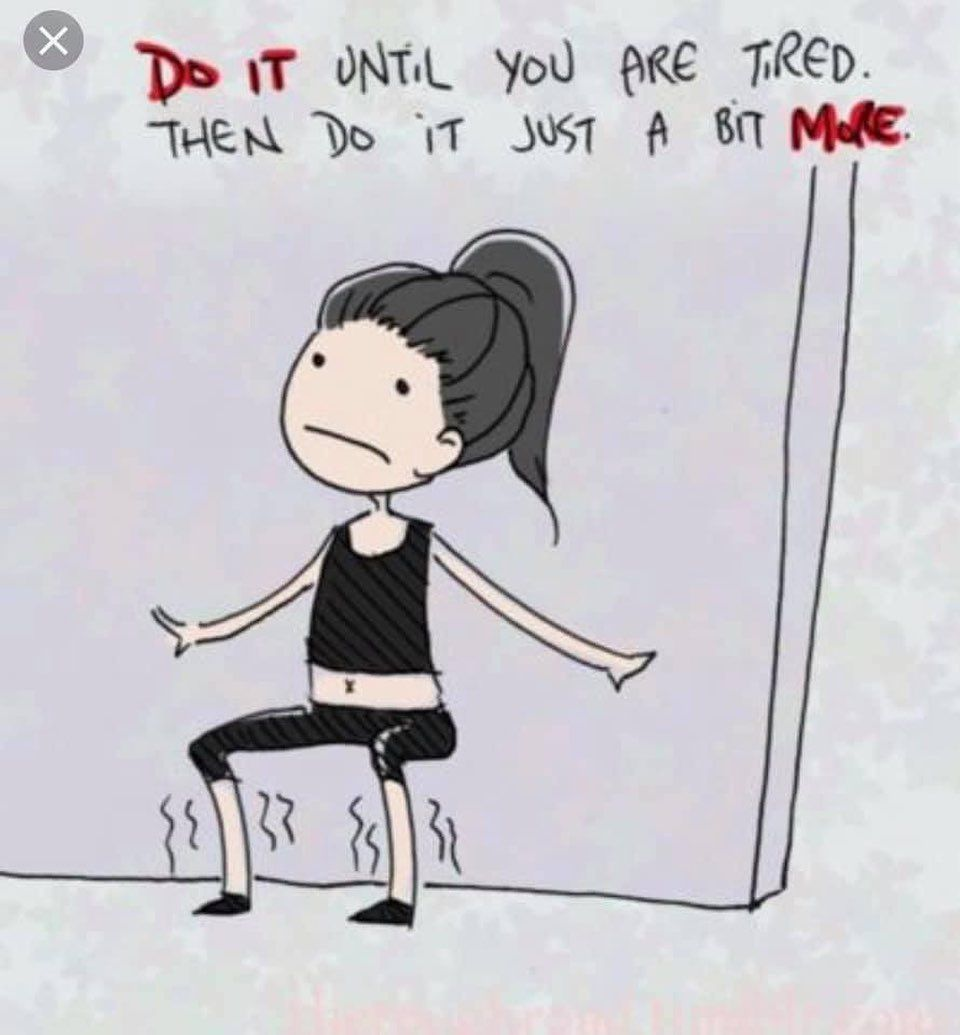 DO IT UNTIL YOU ARE TIRED.
THEN DO IT JUST A BIT MORE.